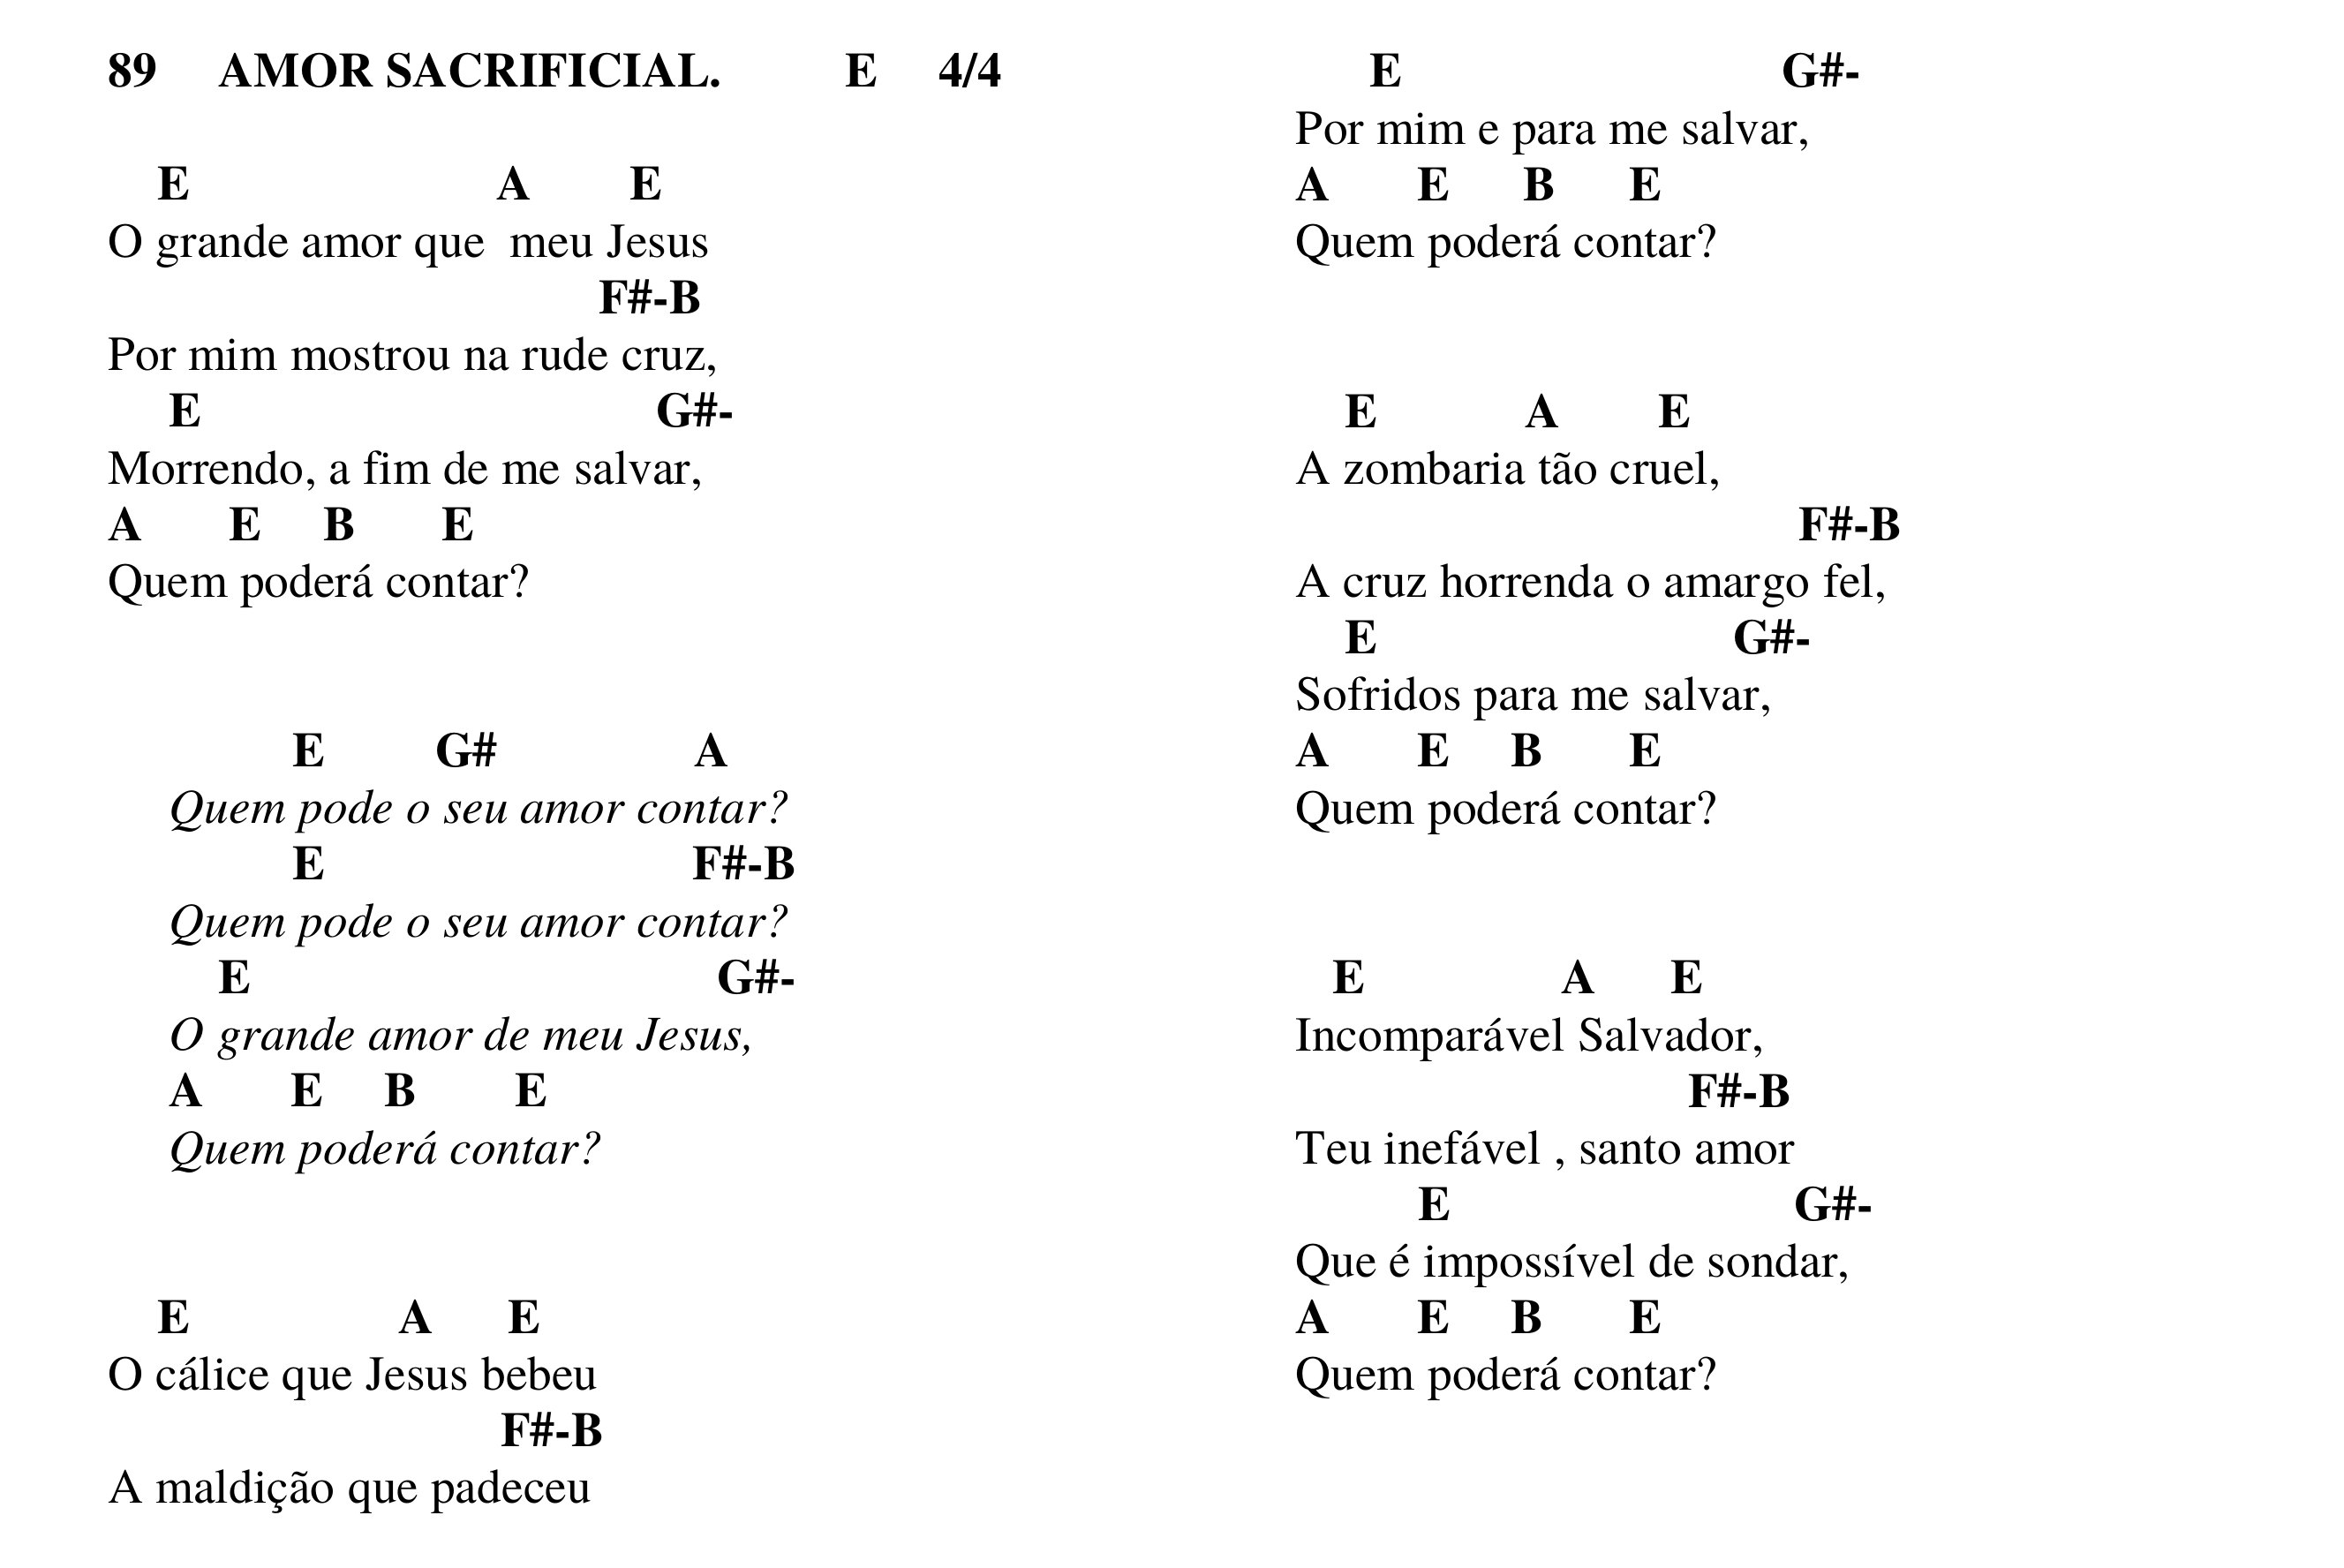 89 AMOR SACRIFICIAL. E 4/4
E A E
O grande amor que meu Jesus
F#-B
Por mim mostrou na rude cruz,
E G#-
Morrendo, a fim de me salvar,
A E B E
Quem poderá contar?
E G# A
Quem pode o seu amor contar?
E F#-B
Quem pode o seu amor contar?
E G#-
O grande amor de meu Jesus,
A E B E
Quem poderá contar?
E A E
O cálice que Jesus bebeu
F#-B
A maldição que padeceu
E G#-
Por mim e para me salvar,
A E B E
Quem poderá contar?
E A E
A zombaria tão cruel,
F#-B
A cruz horrenda o amargo fel,
E G#-
Sofridos para me salvar,
A E B E
Quem poderá contar?
E A E
Incomparável Salvador,
F#-B
Teu inefável , santo amor
E G#-
Que é impossível de sondar,
A E B E
Quem poderá contar?